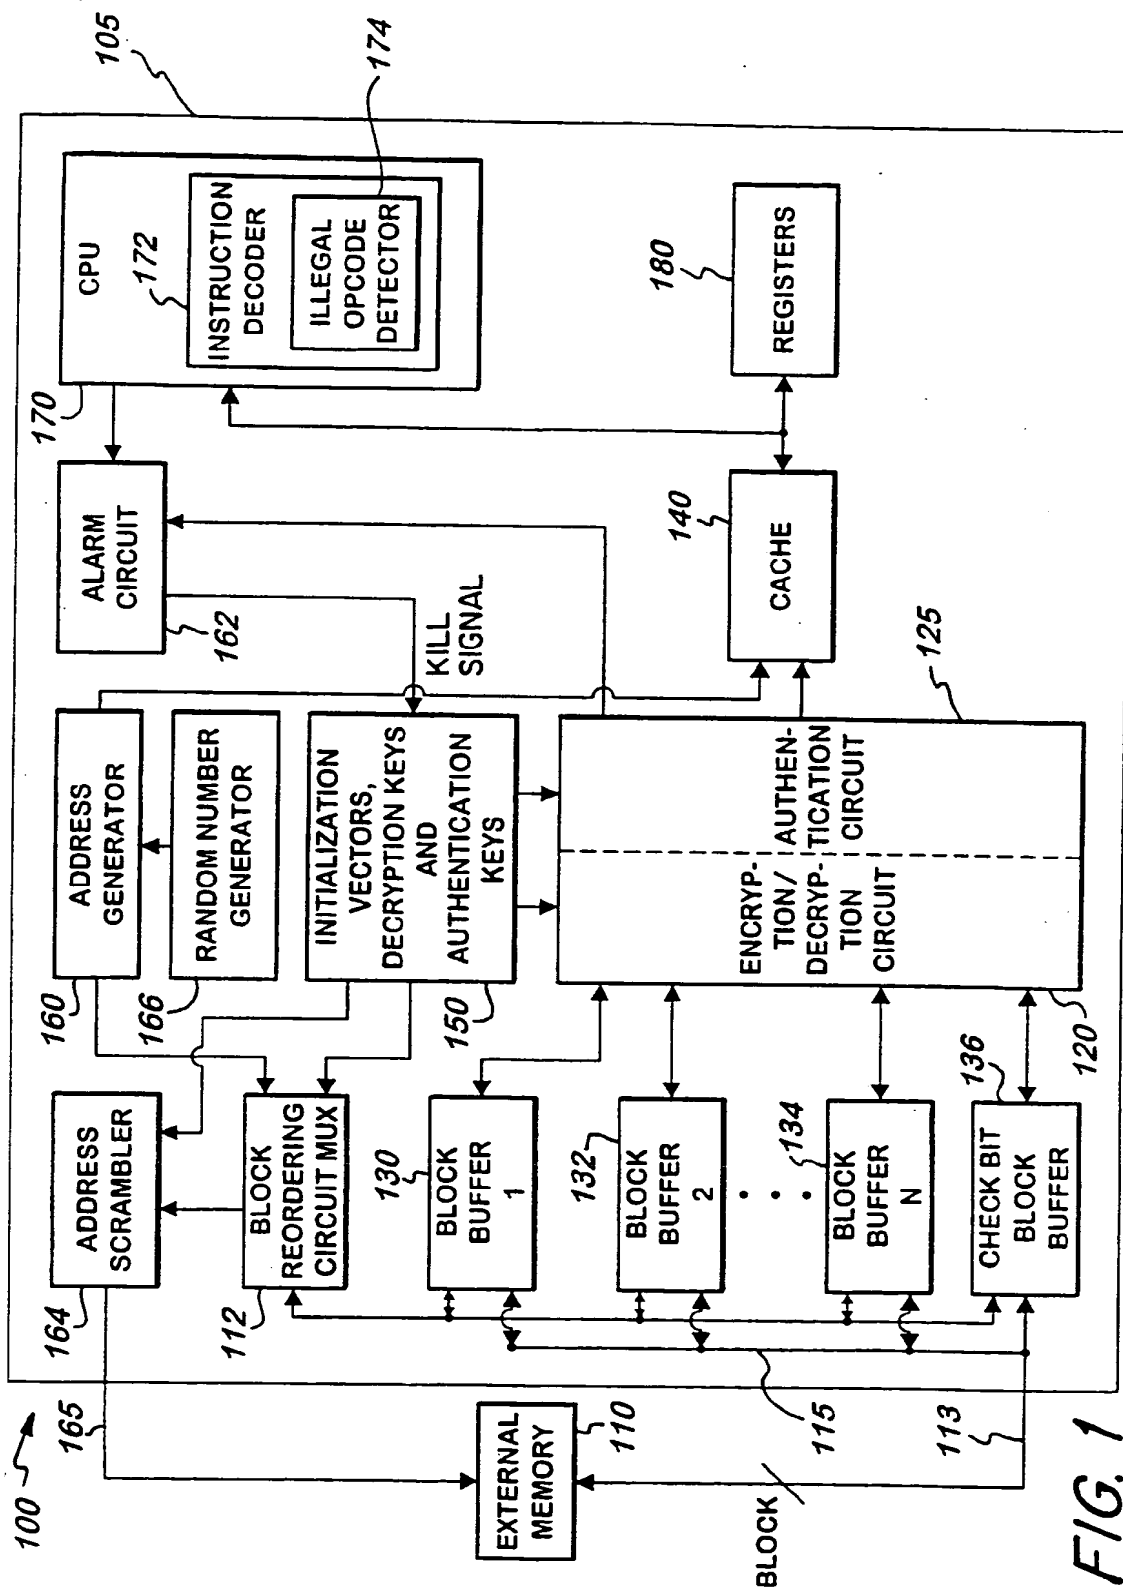 100
165
EXTERNAL
MEMORY
110
BLOCK
115
113
105
164
ADDRESS
SCRAMBLER
160
ADDRESS
GENERATOR
166
RANDOM NUMBER
GENERATOR
162
ALARM
CIRCUIT
170
CPU
172
INSTRUCTION
DECODER
ILLEGAL
OPCODE
DETECTOR
174
112
BLOCK
REORDERING
CIRCUIT MUX
150
INITIALIZATION
VECTORS,
DECRYPTION KEYS
AND
AUTHENTICATION
KEYS
KILL
SIGNAL
130
BLOCK
BUFFER
1
132
BLOCK
BUFFER
2
• • •
134
BLOCK
BUFFER
N
136
CHECK BIT
BLOCK
BUFFER
120
ENCRYP-
TION/
DECRYP-
TION
CIRCUIT
AUTHEN-
TICATION
CIRCUIT
125
140
CACHE
180
REGISTERS
FIG. 1